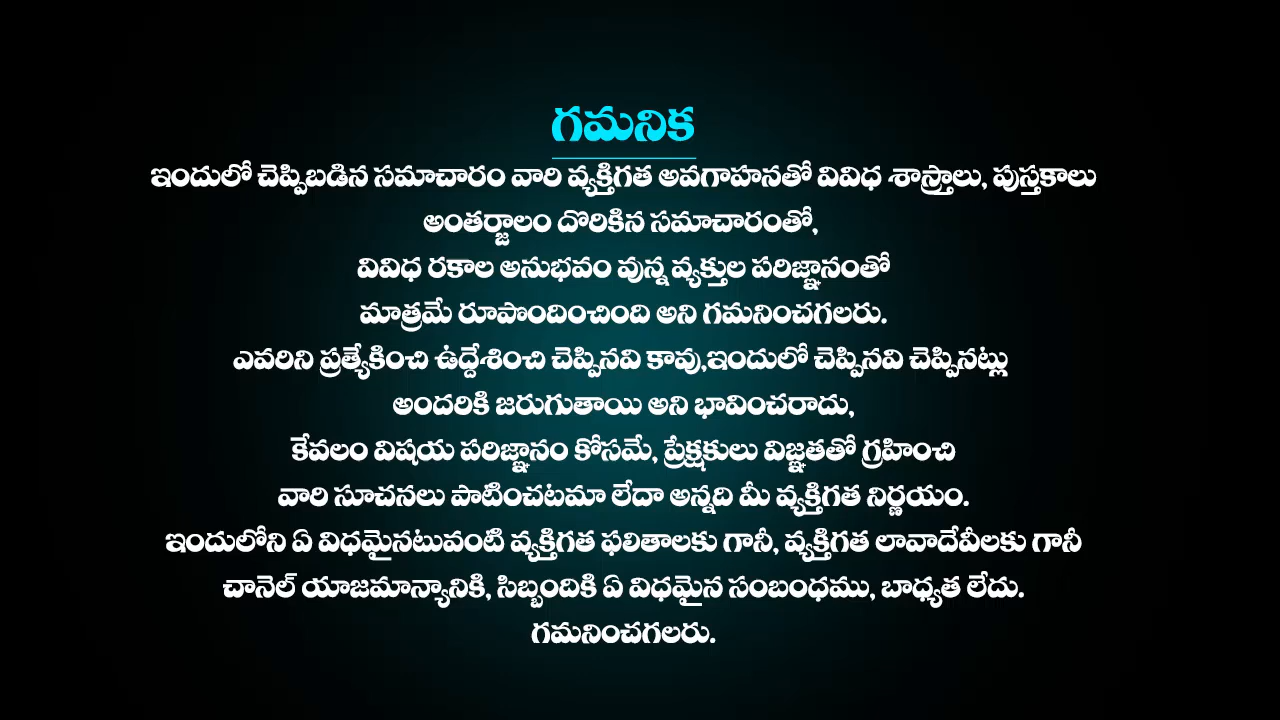 గమనిక
ఇందులో చెప్పిబడిన సమాచారం వారి వ్యక్తిగత అవగాహనతో వివిధ శాస్త్రాలు, పుస్తకాలు
అంతర్జాలం దొరికిన సమాచారంతో,
వివిధ రకాల అనుభవం వున్న వ్యక్తుల పరిజ్ఞానంతో
మాత్రమే రూపొందించింది అని గమనించగలరు.
ఎవరిని ప్రత్యేకించి ఉద్దేశించి చెప్పినవి కావు,ఇందులో చెప్పినవి చెప్పినట్లు
అందరికి జరుగుతాయి అని భావించరాదు,
కేవలం విషయ పరిజ్ఞానం కోసమే, ప్రేక్షకులు విజ్ఞతతో గ్రహించి
వారి సూచనలు పాటించటమా లేదా అన్నది మీ వ్యక్తిగత నిర్ణయం.
ఇందులోని ఏ విధమైనటువంటి వ్యక్తిగత ఫలితాలకు గానీ, వ్యక్తిగత లావాదేవీలకు గానీ
చానెల్ యాజమాన్యానికి, సిబ్బందికి ఏ విధమైన సంబంధము, బాధ్యత లేదు.
గమనించగలరు.